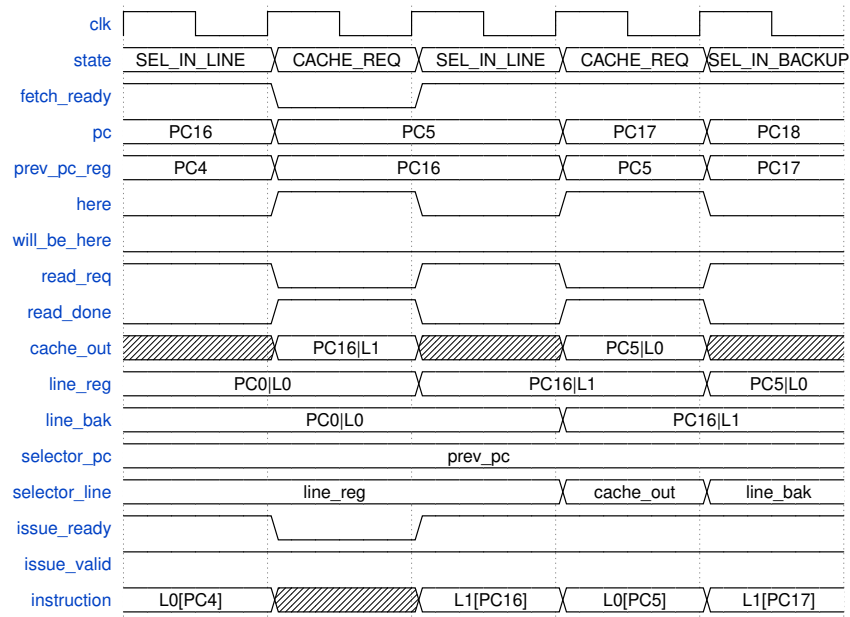 clk
state SEL_IN_LINE CACHE_REQ SEL_IN_LINE CACHE_REQ SEL_IN_BACKUP
fetch_ready
pc PC16 PC5 PC17 PC18
prev_pc_reg PC4 PC16 PC5 PC17
here
will_be_here
read_req
read_done
cache_out PC16|L1 PC5|L0
line_reg PC0|L0 PC16|L1 PC5|L0
line_bak PC0|L0 PC16|L1
selector_pc prev_pc
selector_line line_reg cache_out line_bak
issue_ready
issue_valid
instruction L0[PC4] L1[PC16] L0[PC5] L1[PC17]